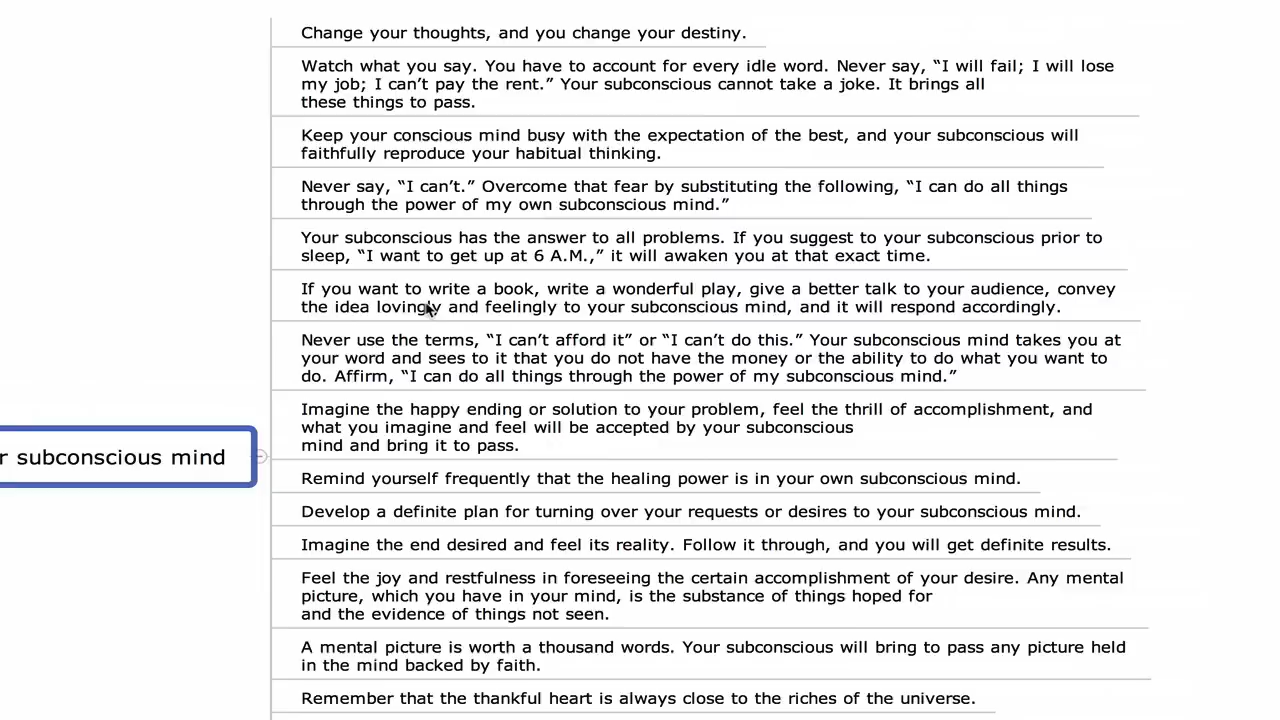 Change your thoughts, and you change your destiny.
Watch what you say. You have to account for every idle word. Never say, “I will fail; I will lose
my job; I can’t pay the rent.” Your subconscious cannot take a joke. It brings all
these things to pass.
Keep your conscious mind busy with the expectation of the best, and your subconscious will
faithfully reproduce your habitual thinking.
Never say, “I can’t.” Overcome that fear by substituting the following, “I can do all things
through the power of my own subconscious mind.”
Your subconscious has the answer to all problems. If you suggest to your subconscious prior to
sleep, “I want to get up at 6 A.M.,” it will awaken you at that exact time.
If you want to write a book, write a wonderful play, give a better talk to your audience, convey
the idea lovingly and feelingly to your subconscious mind, and it will respond accordingly.
Never use the terms, “I can’t afford it” or “I can’t do this.” Your subconscious mind takes you at
your word and sees to it that you do not have the money or the ability to do what you want to
do. Affirm, “I can do all things through the power of my subconscious mind.”
Imagine the happy ending or solution to your problem, feel the thrill of accomplishment, and
what you imagine and feel will be accepted by your subconscious
mind and bring it to pass.
r subconscious mind
Remind yourself frequently that the healing power is in your own subconscious mind.
Develop a definite plan for turning over your requests or desires to your subconscious mind.
Imagine the end desired and feel its reality. Follow it through, and you will get definite results.
Feel the joy and restfulness in foreseeing the certain accomplishment of your desire. Any mental
picture, which you have in your mind, is the substance of things hoped for
and the evidence of things not seen.
A mental picture is worth a thousand words. Your subconscious will bring to pass any picture held
in the mind backed by faith.
Remember that the thankful heart is always close to the riches of the universe.